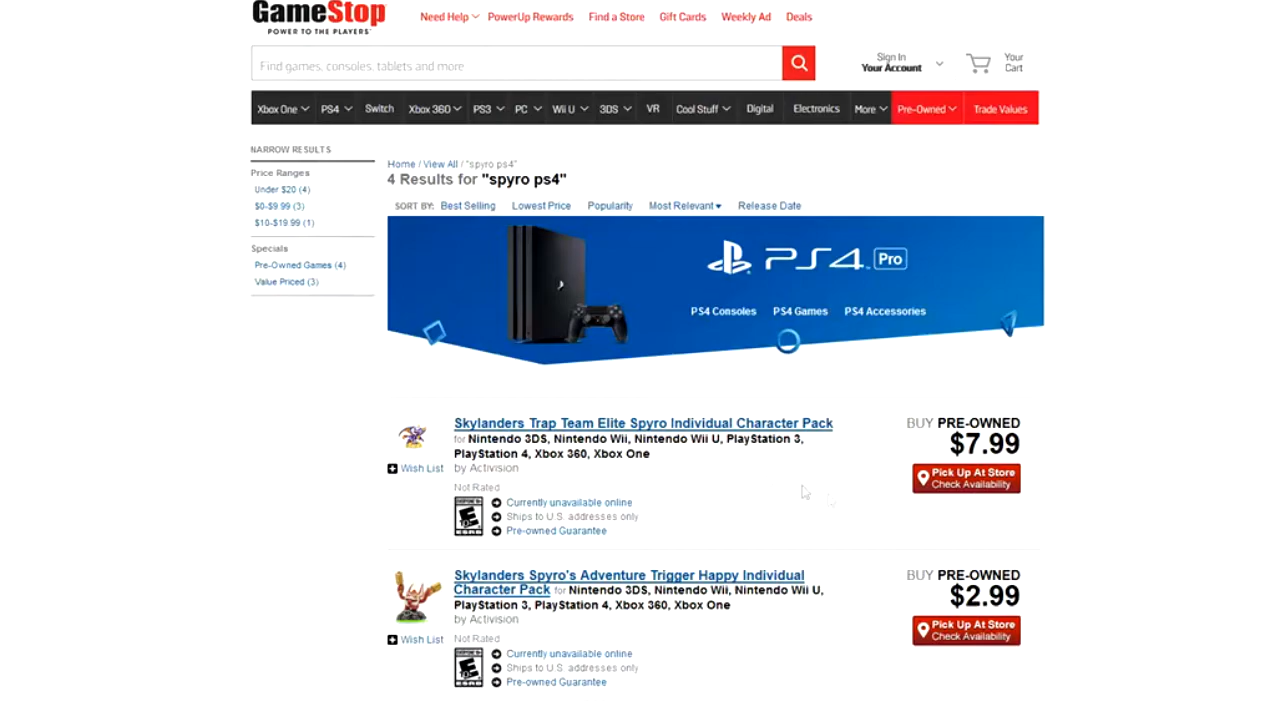 GameStop
POWER TO THE PLAYERS
Need Help PowerUp Rewards Find a Store Gift Cards Weekly Ad Deals
Find games, consoles, tablets and more
Sign In
Your Account
Your
Cart
Xbox One PS4 Switch Xbox 360 PS3 PC Wii U 3DS VR Cool Stuff Digital Electronics More Pre-Owned Trade Values
NARROW RESULTS
Price Ranges
Under $20 (4)
$0-$9.99 (3)
$10-$19.99 (1)
Specials
Pre-Owned Games (4)
Value Priced (3)
Home / View All / "spyro ps4"
4 Results for "spyro ps4"
SORT BY: Best Selling Lowest Price Popularity Most Relevant Release Date
PS4 Pro
PS4 Consoles PS4 Games PS4 Accessories
Wish List
Skylanders Trap Team Elite Spyro Individual Character Pack
for Nintendo 3DS, Nintendo Wii, Nintendo Wii U, PlayStation 3,
PlayStation 4, Xbox 360, Xbox One
by Activision
Not Rated
Currently unavailable online
Ships to U.S. addresses only
Pre-owned Guarantee
BUY PRE-OWNED
$7.99
Pick Up At Store
Check Availability
Wish List
Skylanders Spyro's Adventure Trigger Happy Individual
Character Pack for Nintendo 3DS, Nintendo Wii, Nintendo Wii U,
PlayStation 3, PlayStation 4, Xbox 360, Xbox One
by Activision
Not Rated
Currently unavailable online
Ships to U.S. addresses only
Pre-owned Guarantee
BUY PRE-OWNED
$2.99
Pick Up At Store
Check Availability